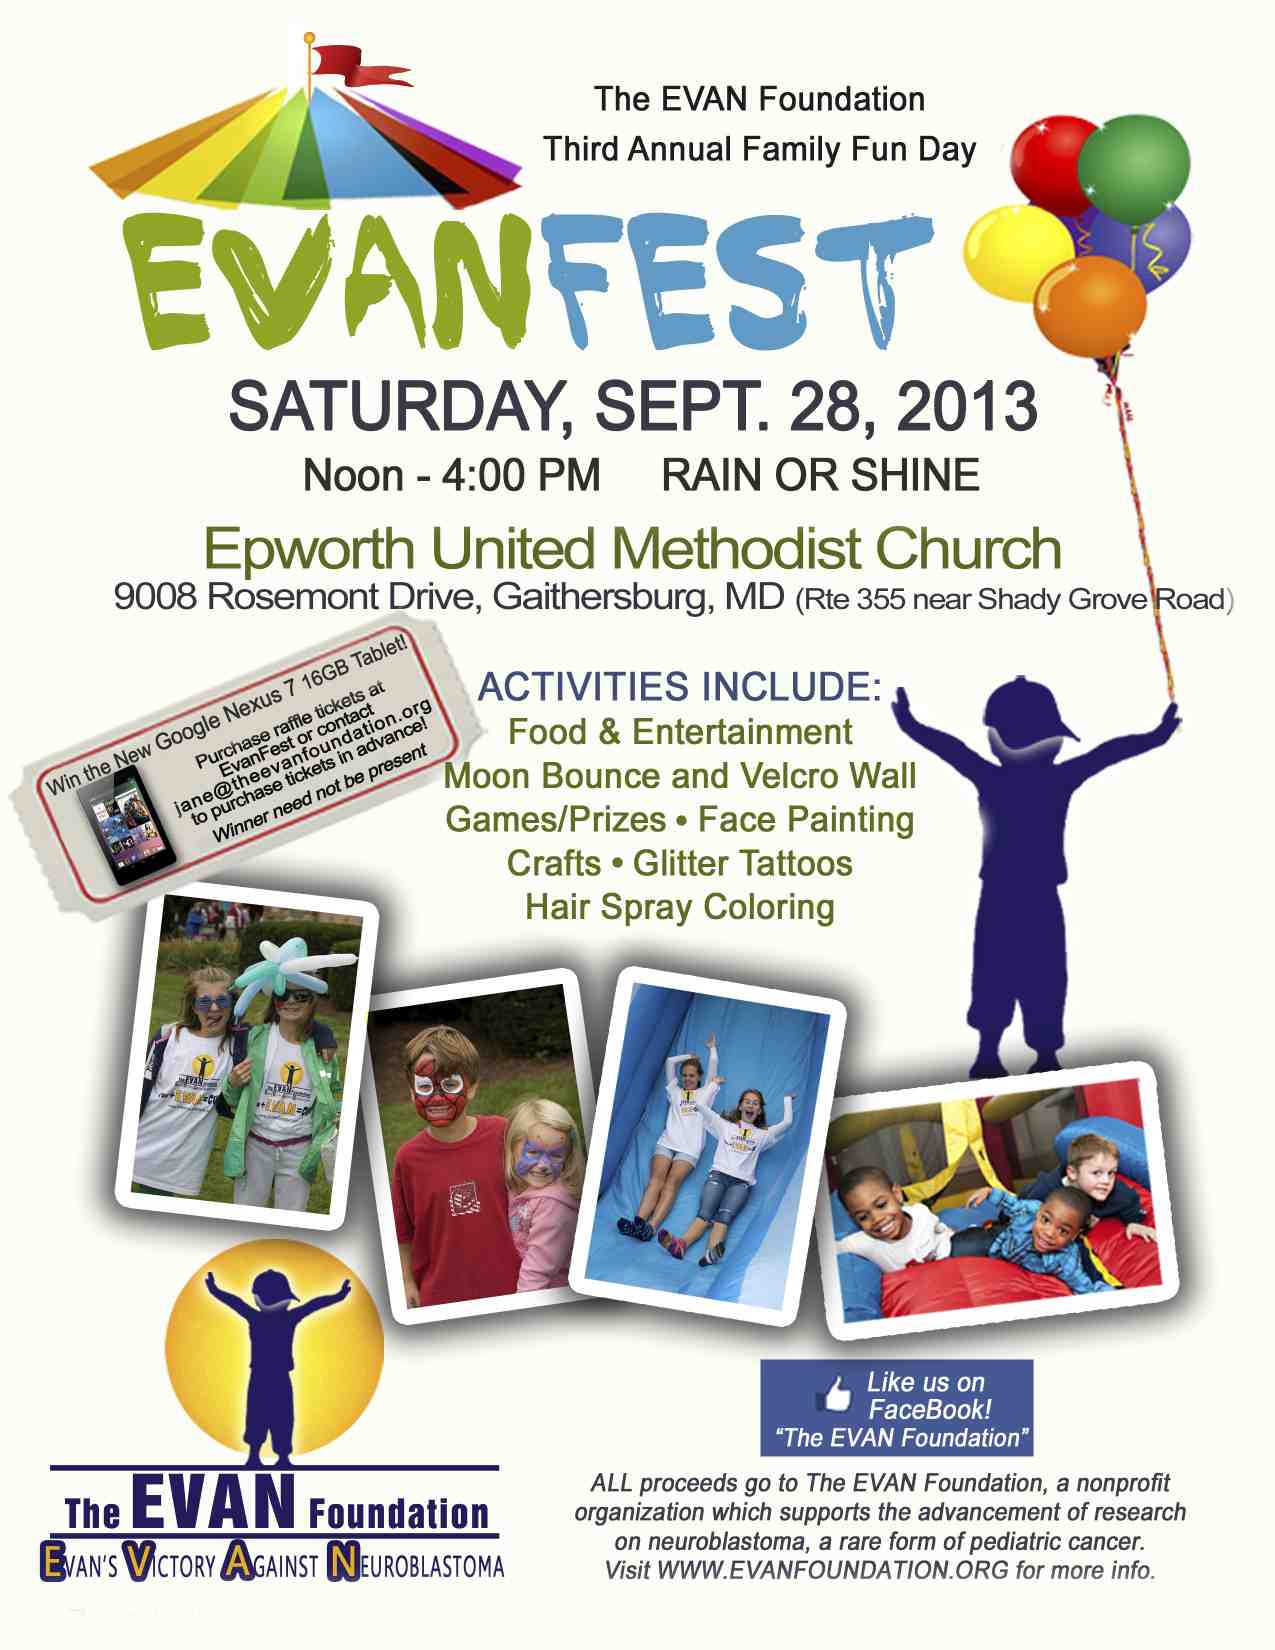 The EVAN Foundation
Third Annual Family Fun Day
EVANFEST
SATURDAY, SEPT. 28, 2013
Noon - 4:00 PM RAIN OR SHINE
Epworth United Methodist Church
9008 Rosemont Drive, Gaithersburg, MD (Rte 355 near Shady Grove Road)
Win the New Google Nexus 7 16GB Tablet!
Purchase raffle tickets at
EvanFest or contact
jane@theevanfoundation.org
to purchase tickets in advance!
Winner need not be present
ACTIVITIES INCLUDE:
Food & Entertainment
Moon Bounce and Velcro Wall
Games/Prizes • Face Painting
Crafts • Glitter Tattoos
Hair Spray Coloring
Like us on
FaceBook!
“The EVAN Foundation”
The EVAN Foundation
EVAN'S VICTORY AGAINST NEUROBLASTOMA
ALL proceeds go to The EVAN Foundation, a nonprofit
organization which supports the advancement of research
on neuroblastoma, a rare form of pediatric cancer.
Visit WWW.EVANFOUNDATION.ORG for more info.